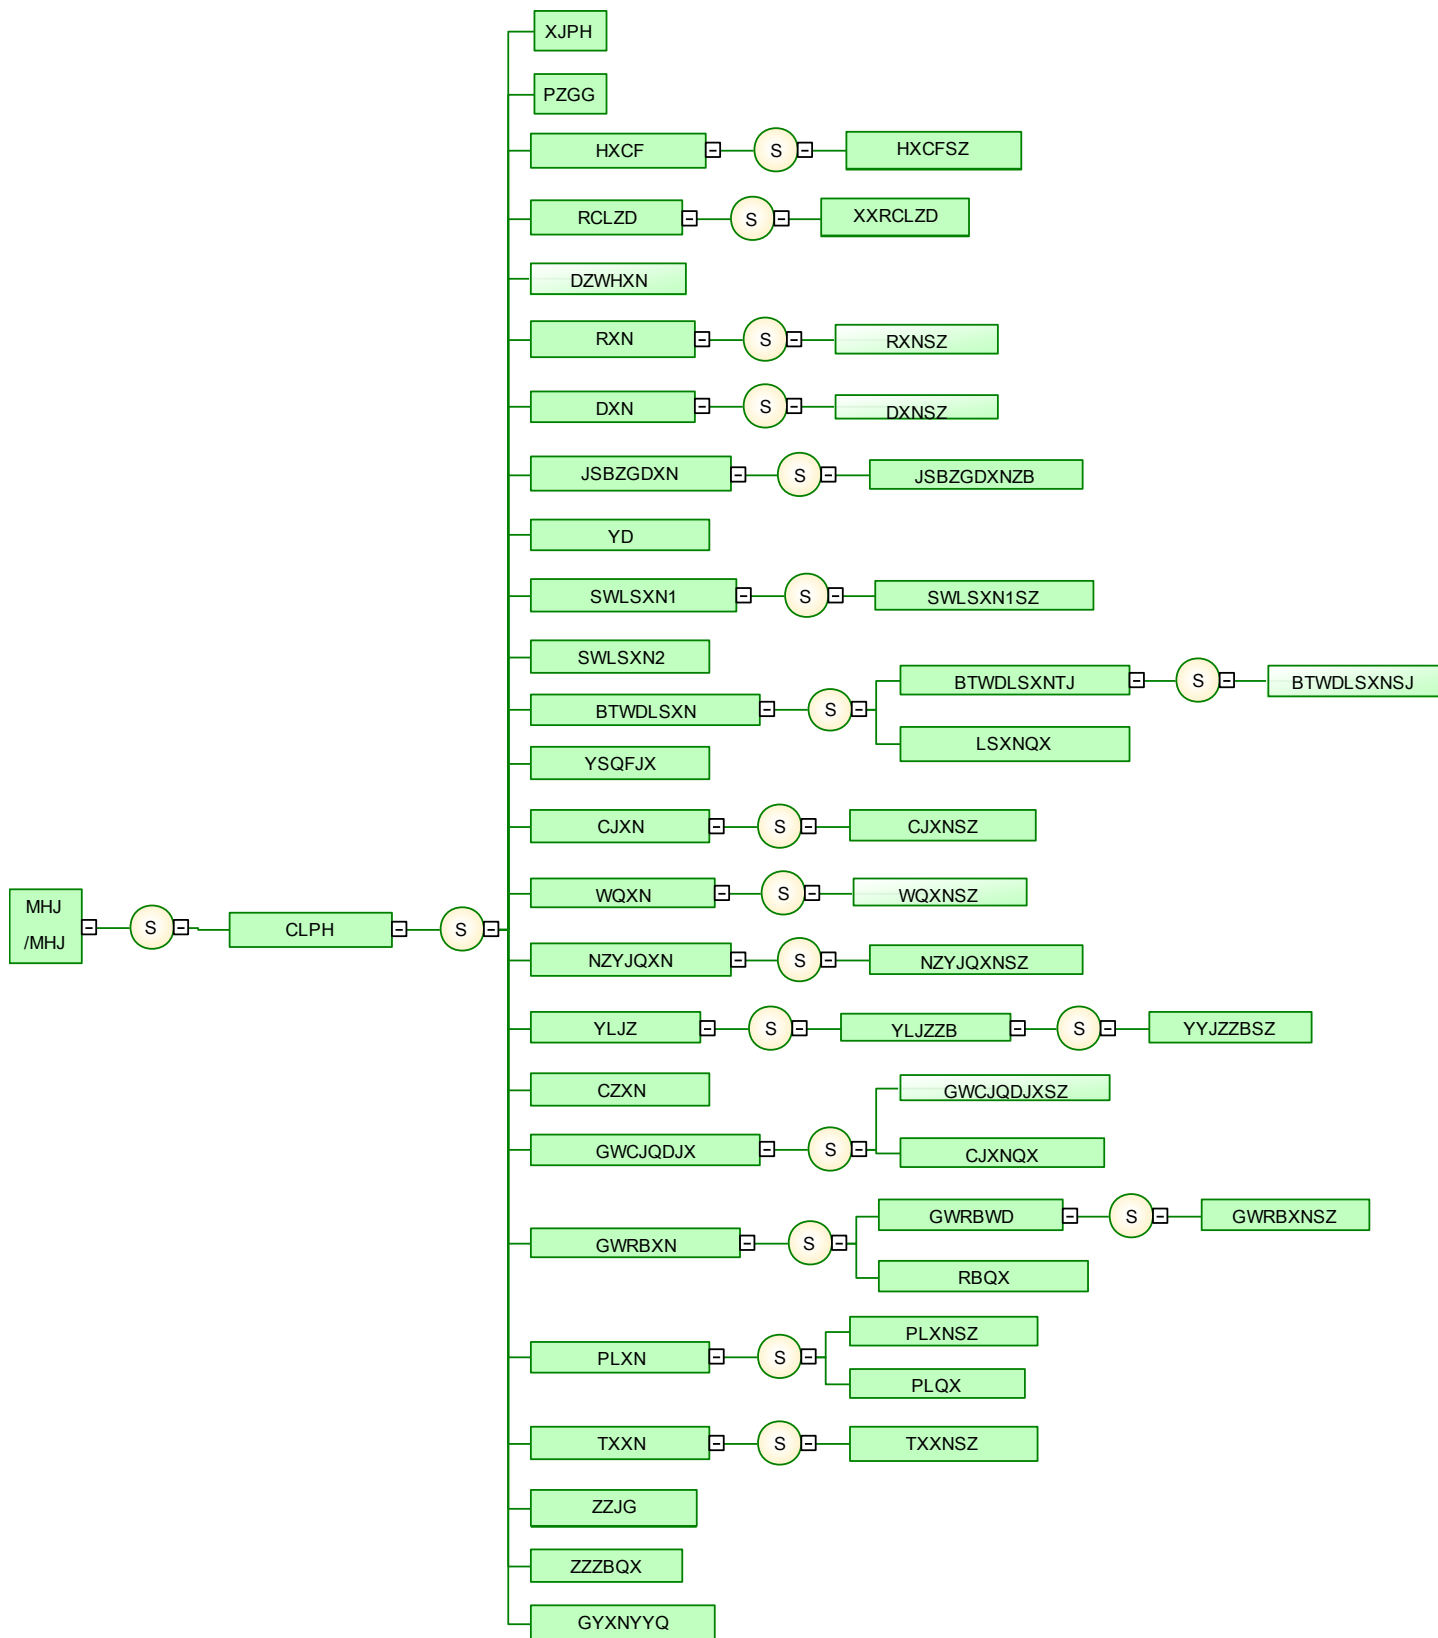 XJPH
PZGG
HXCF S HXCFSZ
RCLZD S XXRCLZD
DZWHXN
RXN S RXNSZ
DXN S DXNSZ
JSBZGDXN S JSBZGDXNZB
YD
SWLSXN1 S SWLSXN1SZ
SWLSXN2
BTWDLSXNTJ S BTWDLSXNSJ
BTWDLSXN S
LSXNQX
YSQFJX
CJXN S CJXNSZ
WQXN S WQXNSZ
MHJ
/MHJ
S CLPH S
NZYJQXN S NZYJQXNSZ
YLJZ S YLJZZB S YYJZZBSZ
CZXN
GWCJQDJXSZ
GWCJQDJX S
CJXNQX
GWRBWD S GWRBXNSZ
GWRBXN S
RBQX
PLXNSZ
PLXN S
PLQX
TXXN S TXXNSZ
ZZJG
ZZZBQX
GYXNYYQ